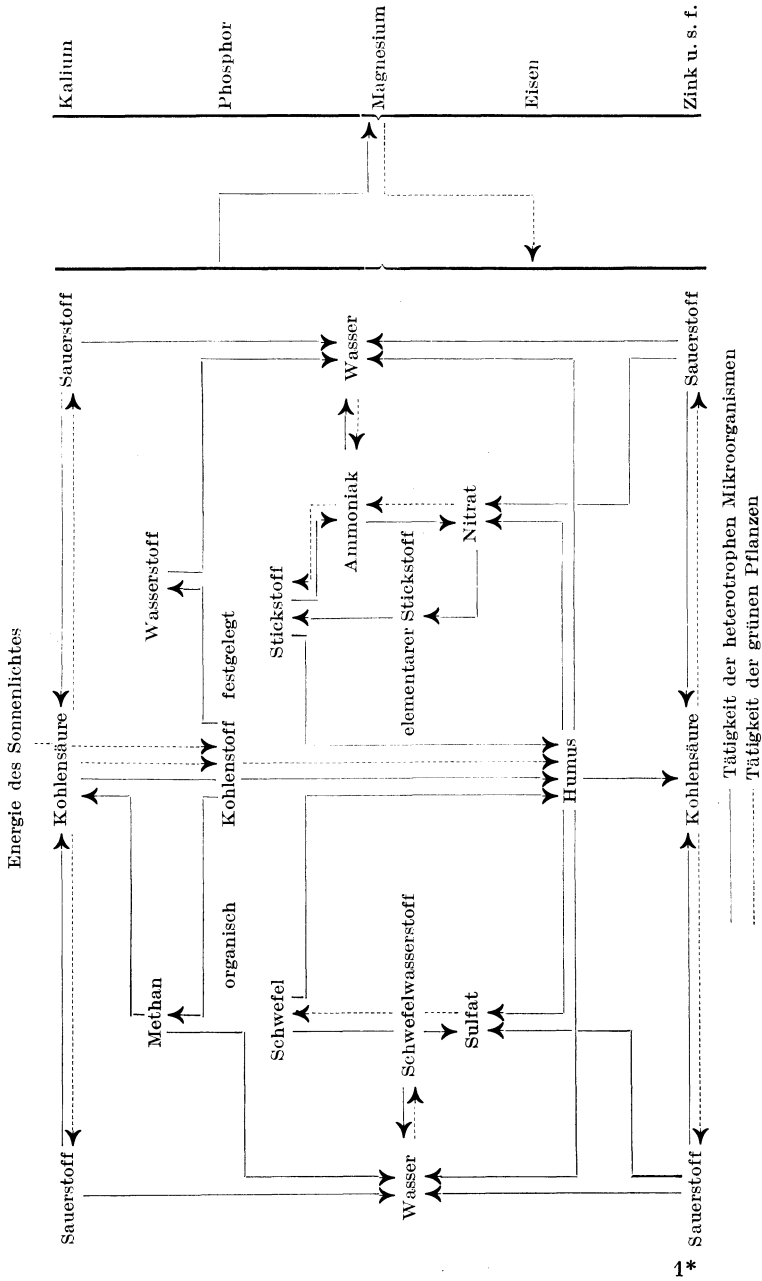 Energie des Sonnenlichtes
Sauerstoff
Kohlensäure
Sauerstoff
Kalium
Methan
Wasserstoff
organisch
Kohlenstoff
festgelegt
Phosphor
Schwefel
Stickstoff
Ammoniak
Wasser
Magnesium
Wasser
Schwefelwasserstoff
elementarer Stickstoff
Sulfat
Nitrat
Eisen
Humus
Sauerstoff
Kohlensäure
Sauerstoff
Zink u. s. f.
Tätigkeit der heterotrophen Mikroorganismen
Tätigkeit der grünen Pflanzen
1*